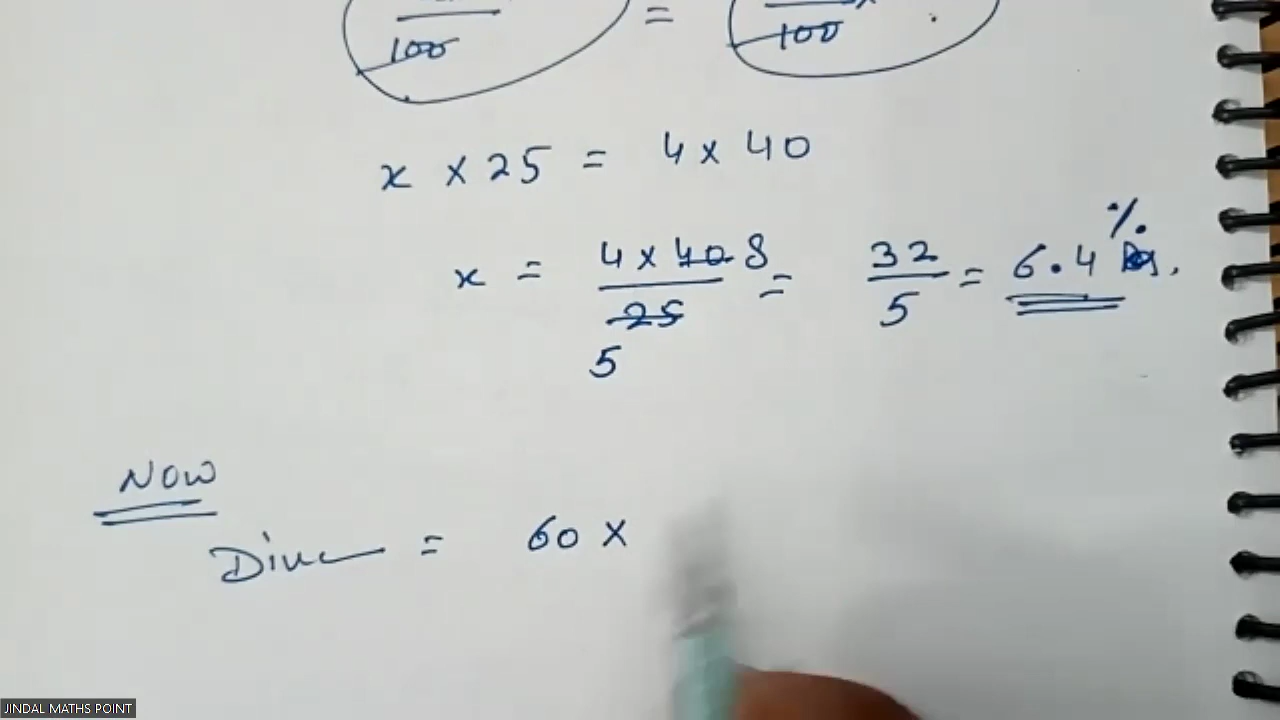 100 = 100
x × 25 = 4 × 40
x = 4 × 40 8 / 25 5 = 32 / 5 = 6.4 %
NOW
= 60 ×
JINDAL MATHS POINT